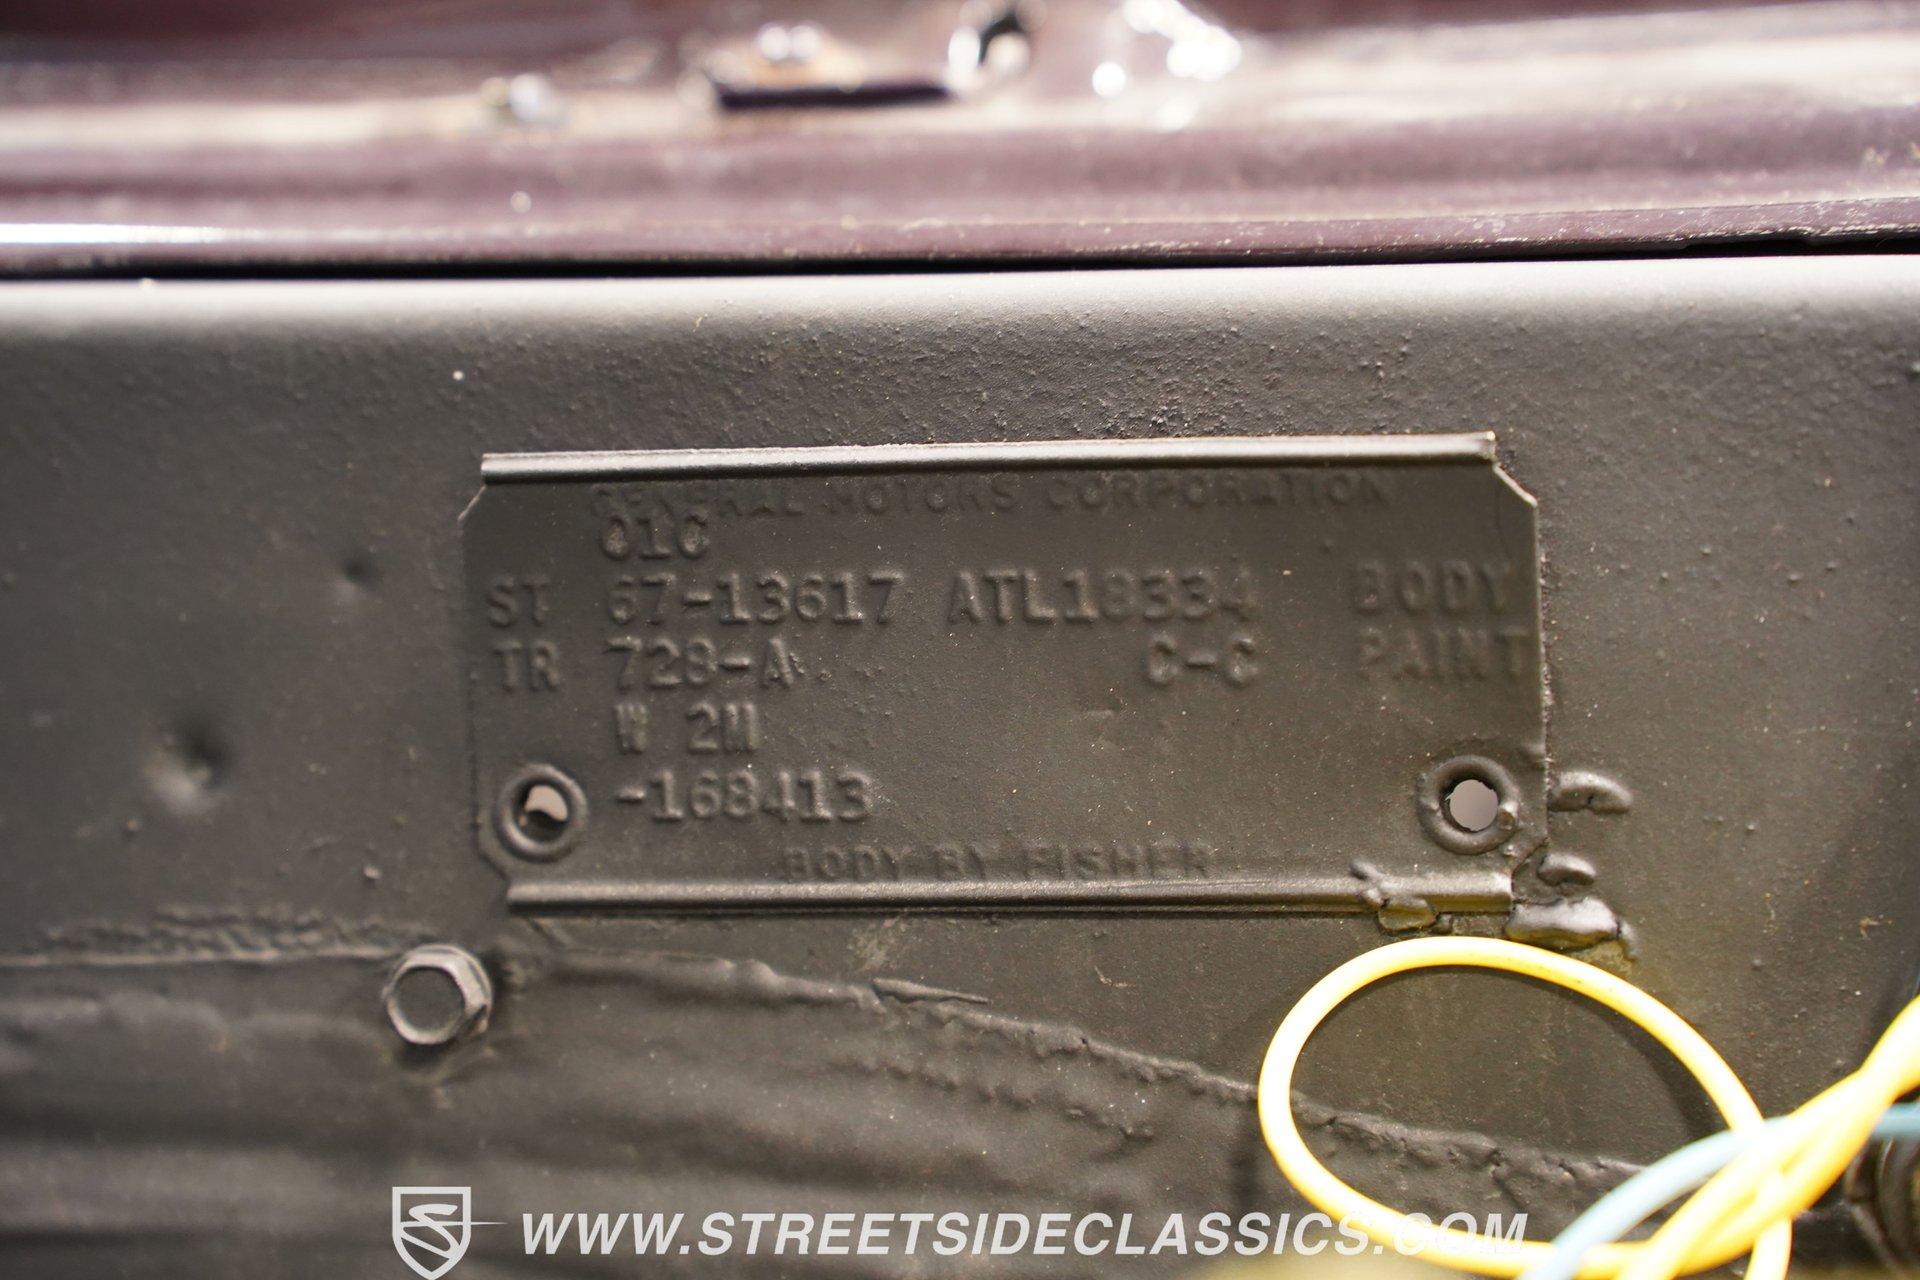 GENERAL MOTORS CORPORATION
01C
ST 67-13617 ATL18334 BODY
TR 728-A C-C PAINT
W 2M
-168413
BODY BY FISHER
WWW.STREETSIDECLASSICS.COM